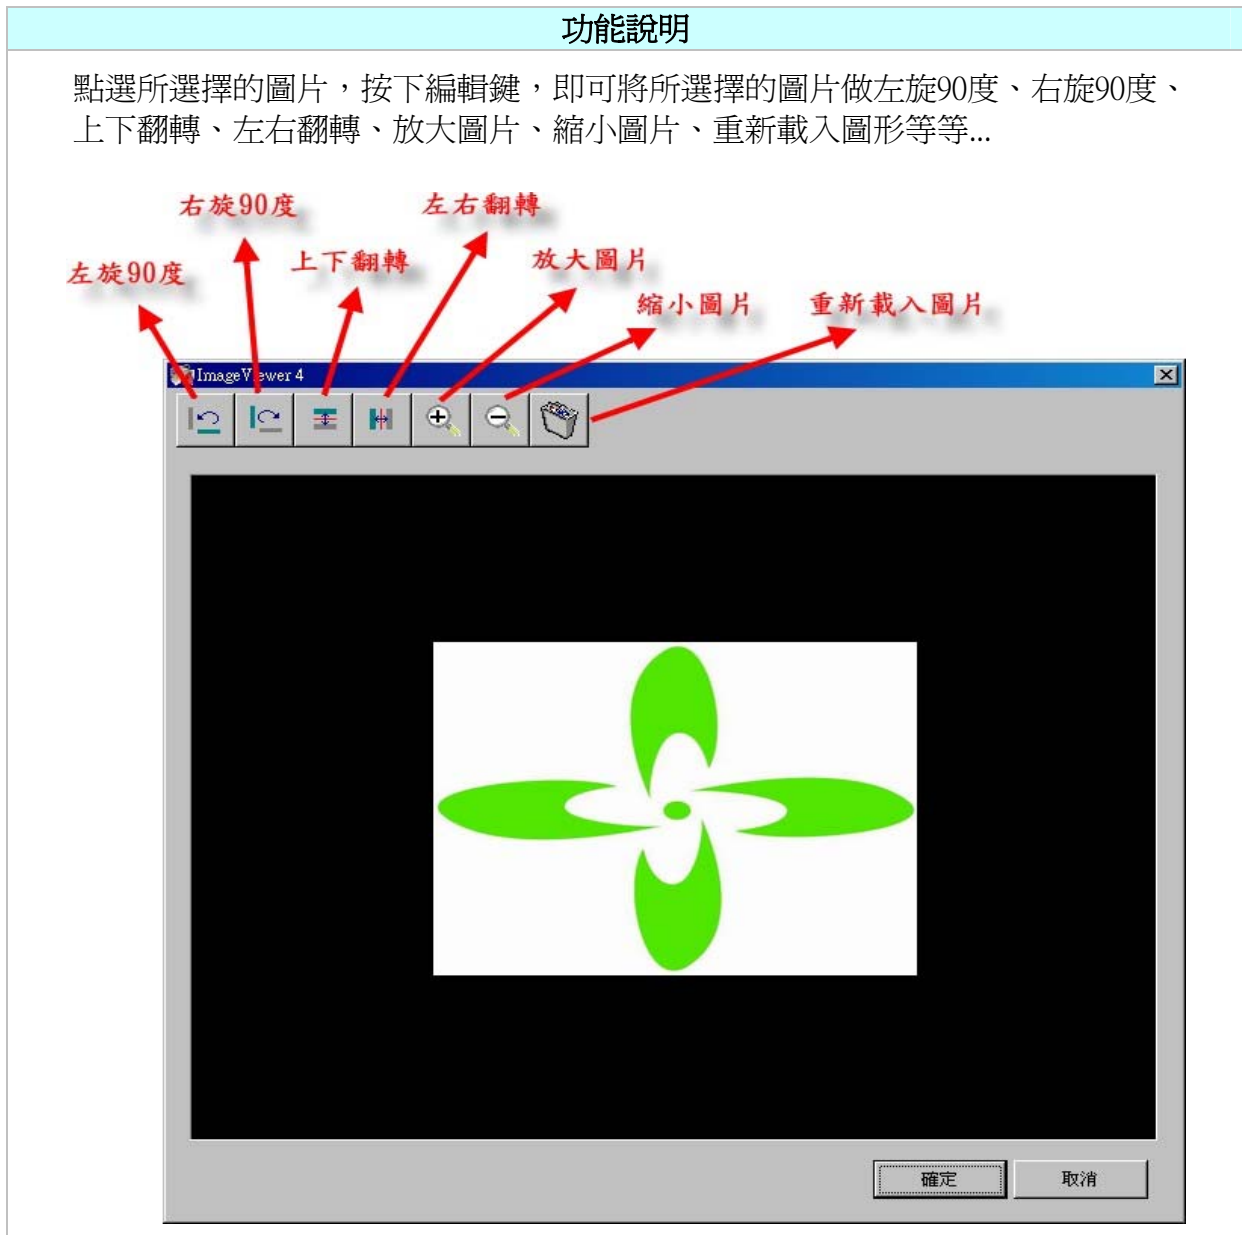 功能說明
點選所選擇的圖片，按下編輯鍵，即可將所選擇的圖片做左旋90度、右旋90度、
上下翻轉、左右翻轉、放大圖片、縮小圖片、重新載入圖形等等...
右旋90度
左右翻轉
左旋90度
上下翻轉
放大圖片
縮小圖片
重新載入圖片
ImageViewer 4
確定
取消